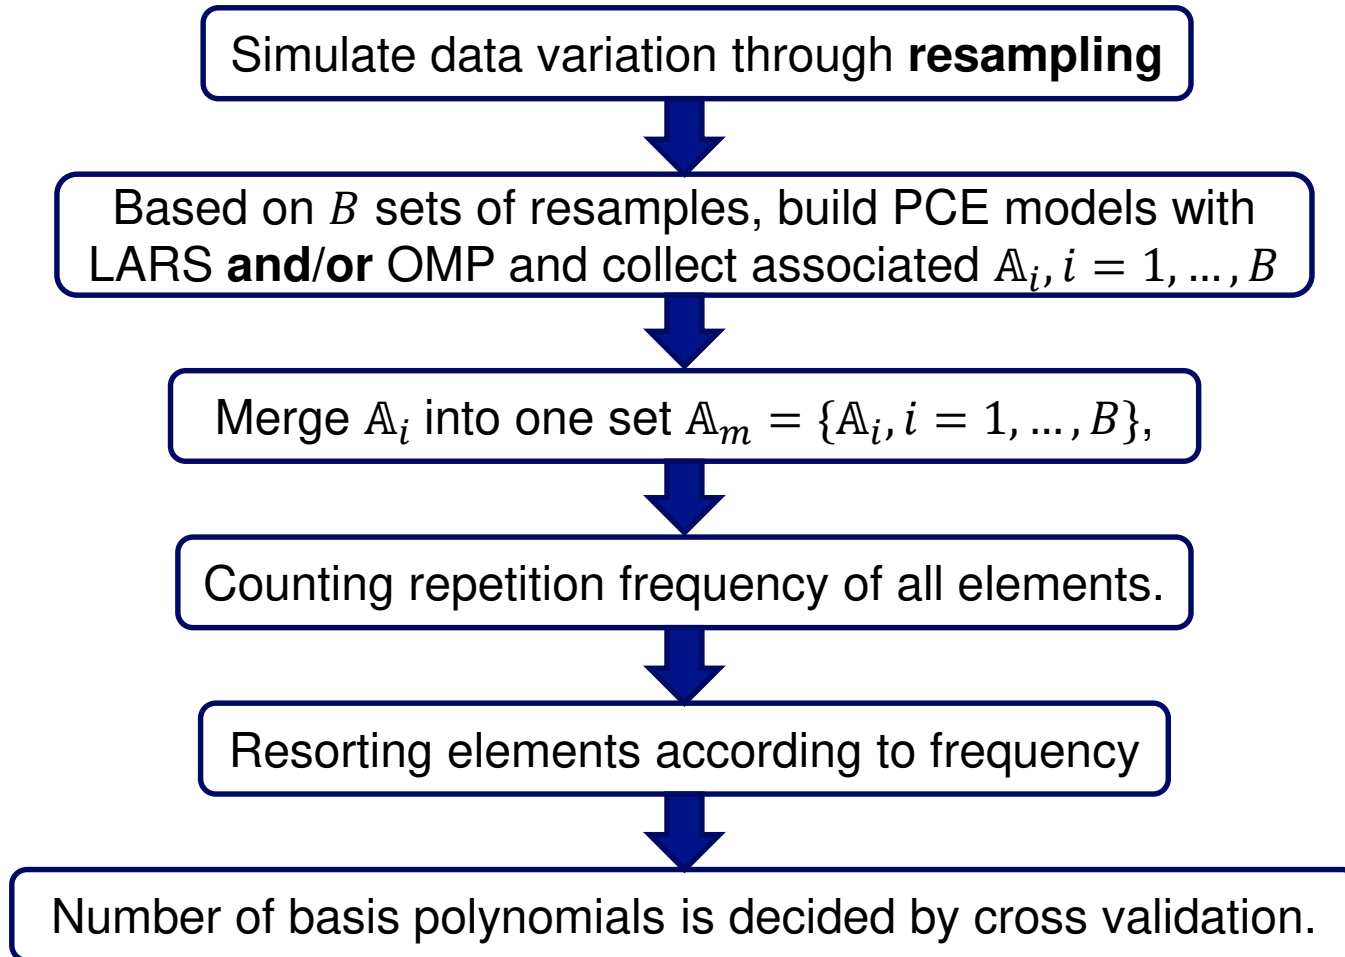 Simulate data variation through resampling
Based on B sets of resamples, build PCE models with
LARS and/or OMP and collect associated 𝔸ᵢ, i = 1, … , B
Merge 𝔸ᵢ into one set 𝔸ₘ = {𝔸ᵢ, i = 1, … , B},
Counting repetition frequency of all elements.
Resorting elements according to frequency
Number of basis polynomials is decided by cross validation.